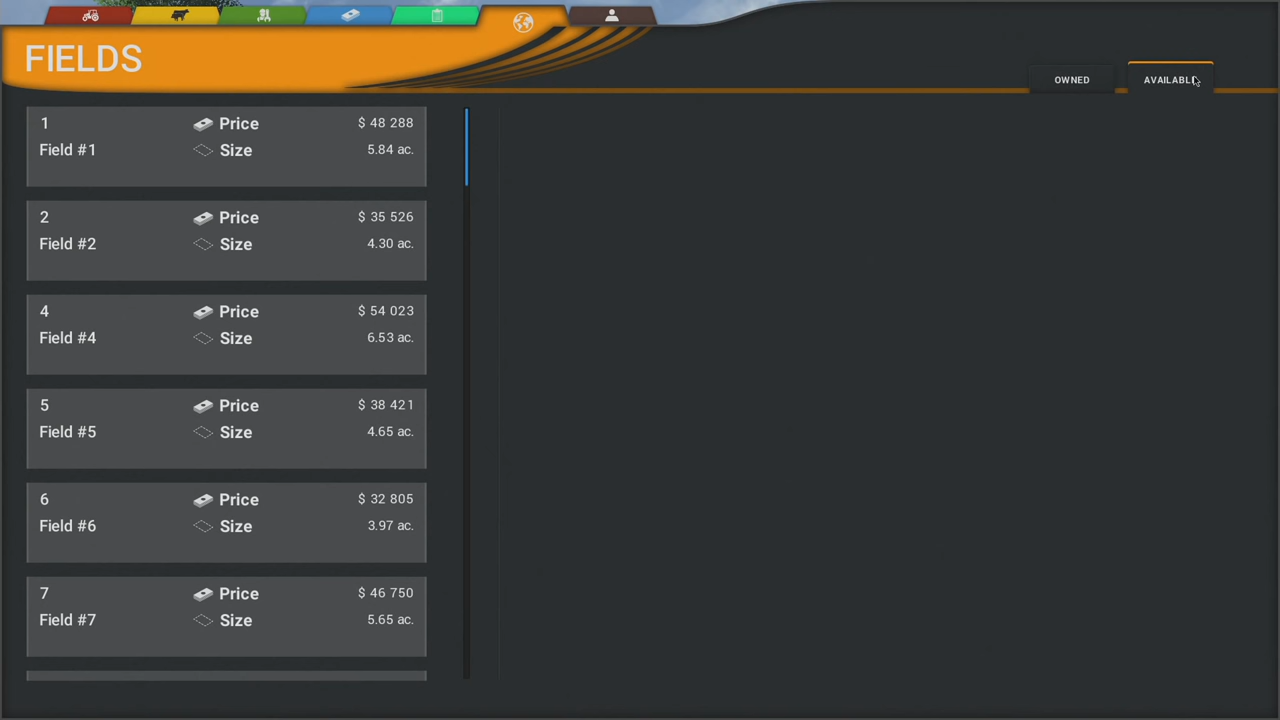 FIELDS
OWNED
AVAILABLE
1 Price $ 48 288
Field #1 Size 5.84 ac.
2 Price $ 35 526
Field #2 Size 4.30 ac.
4 Price $ 54 023
Field #4 Size 6.53 ac.
5 Price $ 38 421
Field #5 Size 4.65 ac.
6 Price $ 32 805
Field #6 Size 3.97 ac.
7 Price $ 46 750
Field #7 Size 5.65 ac.